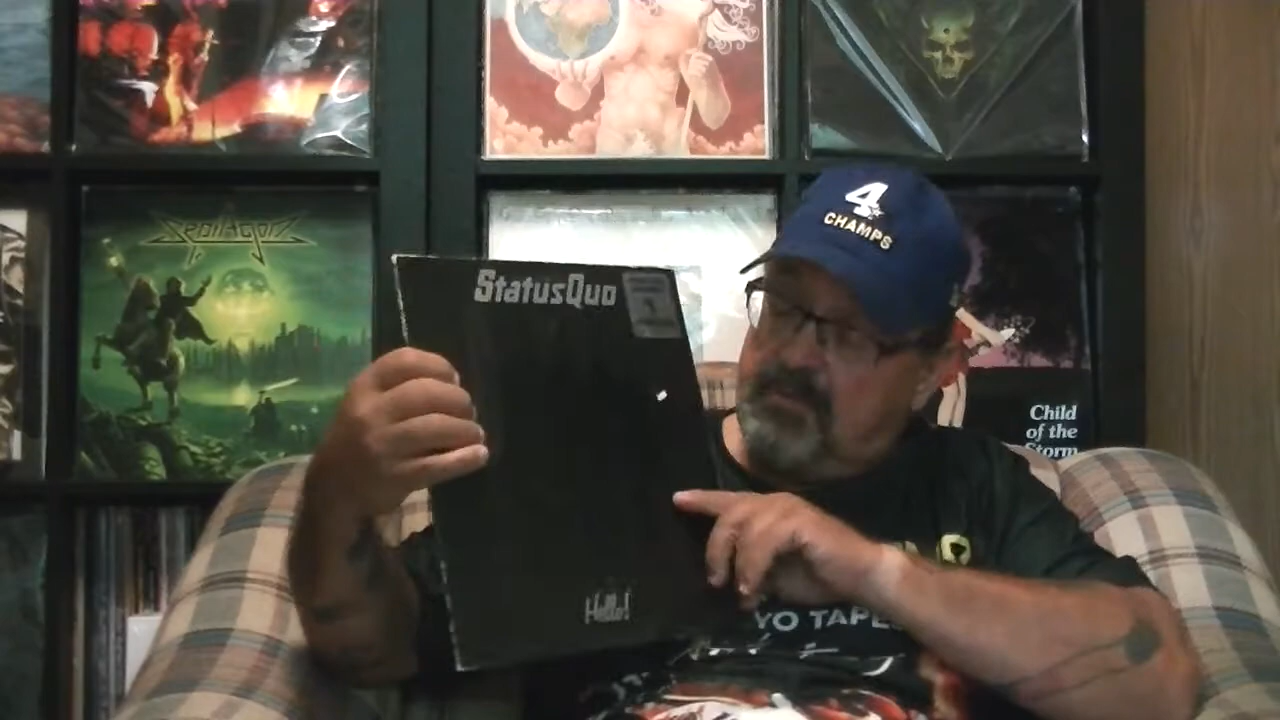 StatusQuo
Hello!
4
CHAMPS
Child
of the
Storm
YO TAPE